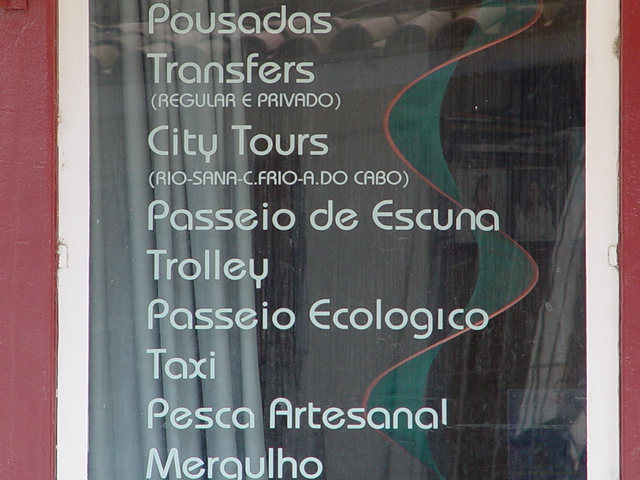 Pousadas
Transfers
(REGULAR E PRIVADO)
City Tours
(RIO-SANA-C.FRIO-A.DO CABO)
Passeio de Escuna
Trolley
Passeio Ecologico
Taxi
Pesca Artesanal
Mergulho